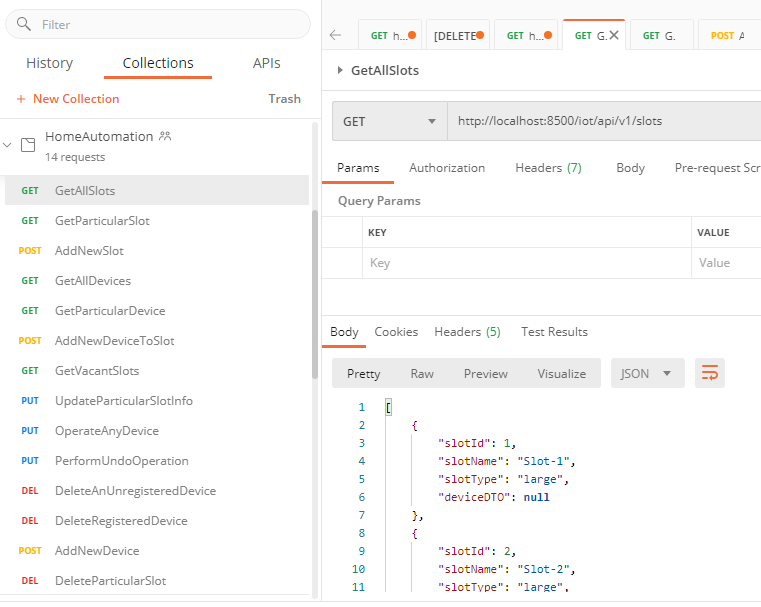 Filter
History Collections APIs
+ New Collection Trash
HomeAutomation
14 requests
GET GetAllSlots
GET GetParticularSlot
POST AddNewSlot
GET GetAllDevices
GET GetParticularDevice
POST AddNewDeviceToSlot
GET GetVacantSlots
PUT UpdateParticularSlotInfo
PUT OperateAnyDevice
PUT PerformUndoOperation
DEL DeleteAnUnregisteredDevice
DEL DeleteRegisteredDevice
POST AddNewDevice
DEL DeleteParticularSlot
GET h... [DELETE GET h... GET G. GET G. POST A
GetAllSlots
GET http://localhost:8500/iot/api/v1/slots
Params Authorization Headers (7) Body Pre-request Scr
Query Params
KEY VALUE
Key Value
Body Cookies Headers (5) Test Results
Pretty Raw Preview Visualize JSON
1 [
2 {
3 "slotId": 1,
4 "slotName": "Slot-1",
5 "slotType": "large",
6 "deviceDTO": null
7 },
8 {
9 "slotId": 2,
10 "slotName": "Slot-2",
11 "slotType": "large",